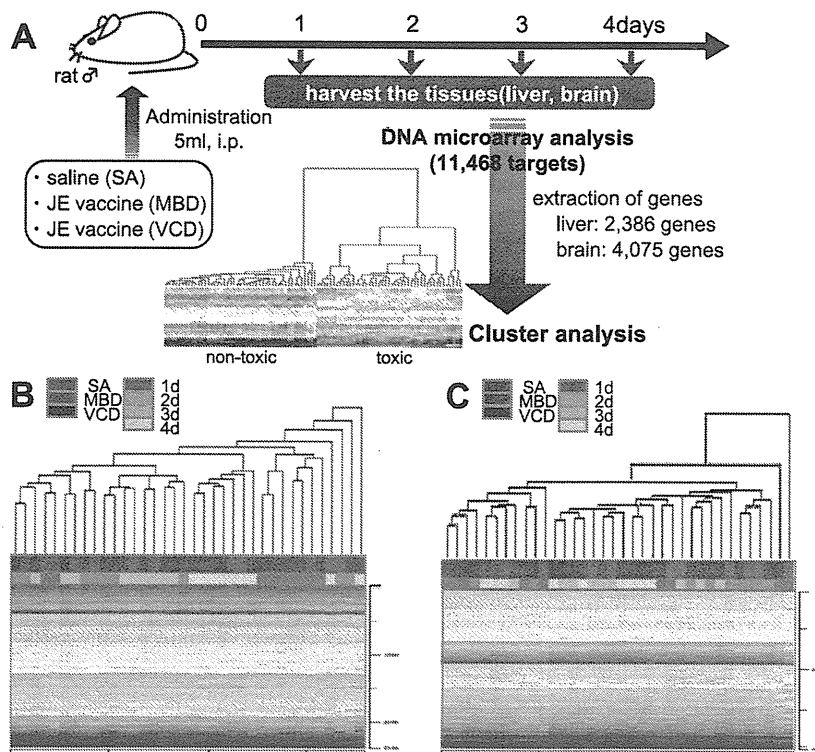 A
0 1 2 3 4days
rat ♂
harvest the tissues(liver, brain)
Administration
5ml, i.p.
DNA microarray analysis
(11,468 targets)
・ saline (SA)
・ JE vaccine (MBD)
・ JE vaccine (VCD)
extraction of genes
liver: 2,386 genes
brain: 4,075 genes
Cluster analysis
non-toxic toxic
B
SA
MBD
VCD
1d
2d
3d
4d
C
SA
MBD
VCD
1d
2d
3d
4d